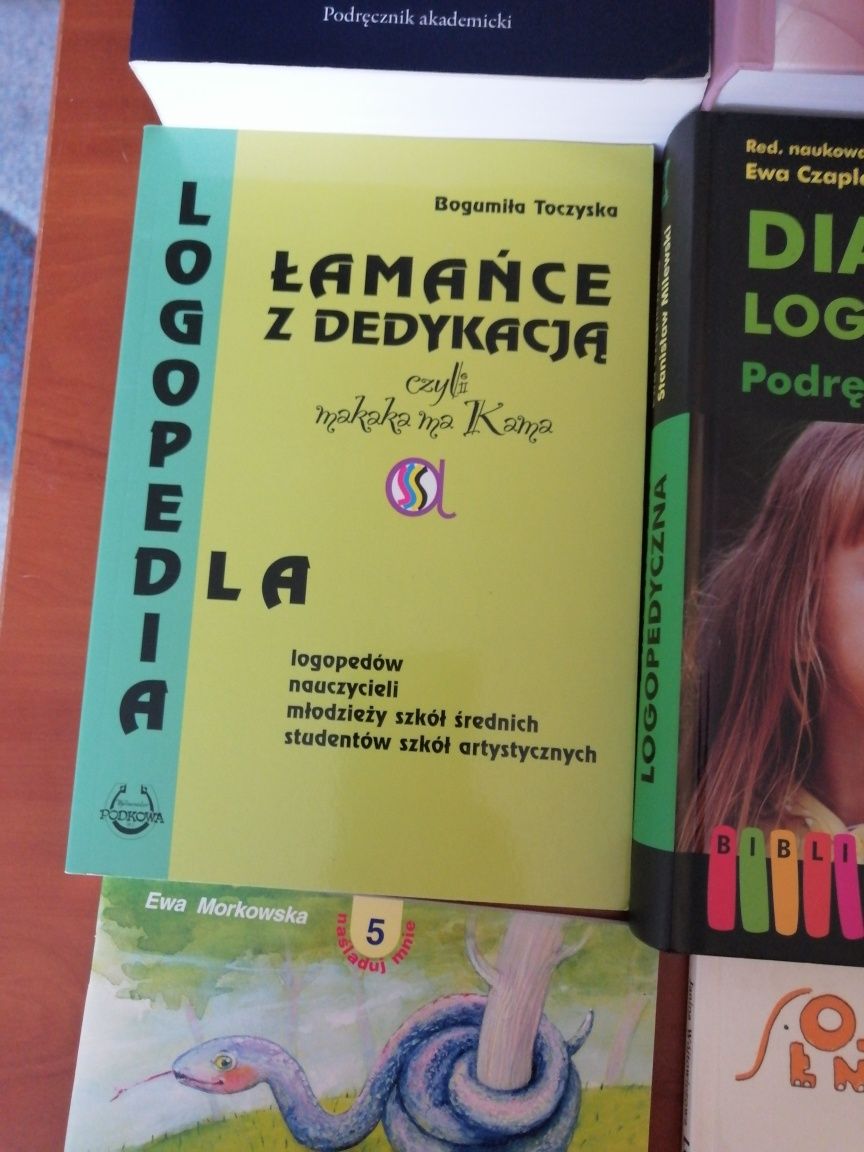 Podręcznik akademicki
LOGOPEDIA
Bogumiła Toczyska
ŁAMAŃCE
Z DEDYKACJĄ
czyli
makaka ma Kama
LA
logopedów
nauczycieli
młodzieży szkół średnich
studentów szkół artystycznych
PODKOWA
Red. naukowa
Ewa Czaple
DIA
LOG
Podrę
Stanisław Milewski
LOGOPEDYCZNA
BIBLI
Ewa Morkowska
5
naśladuj mnie